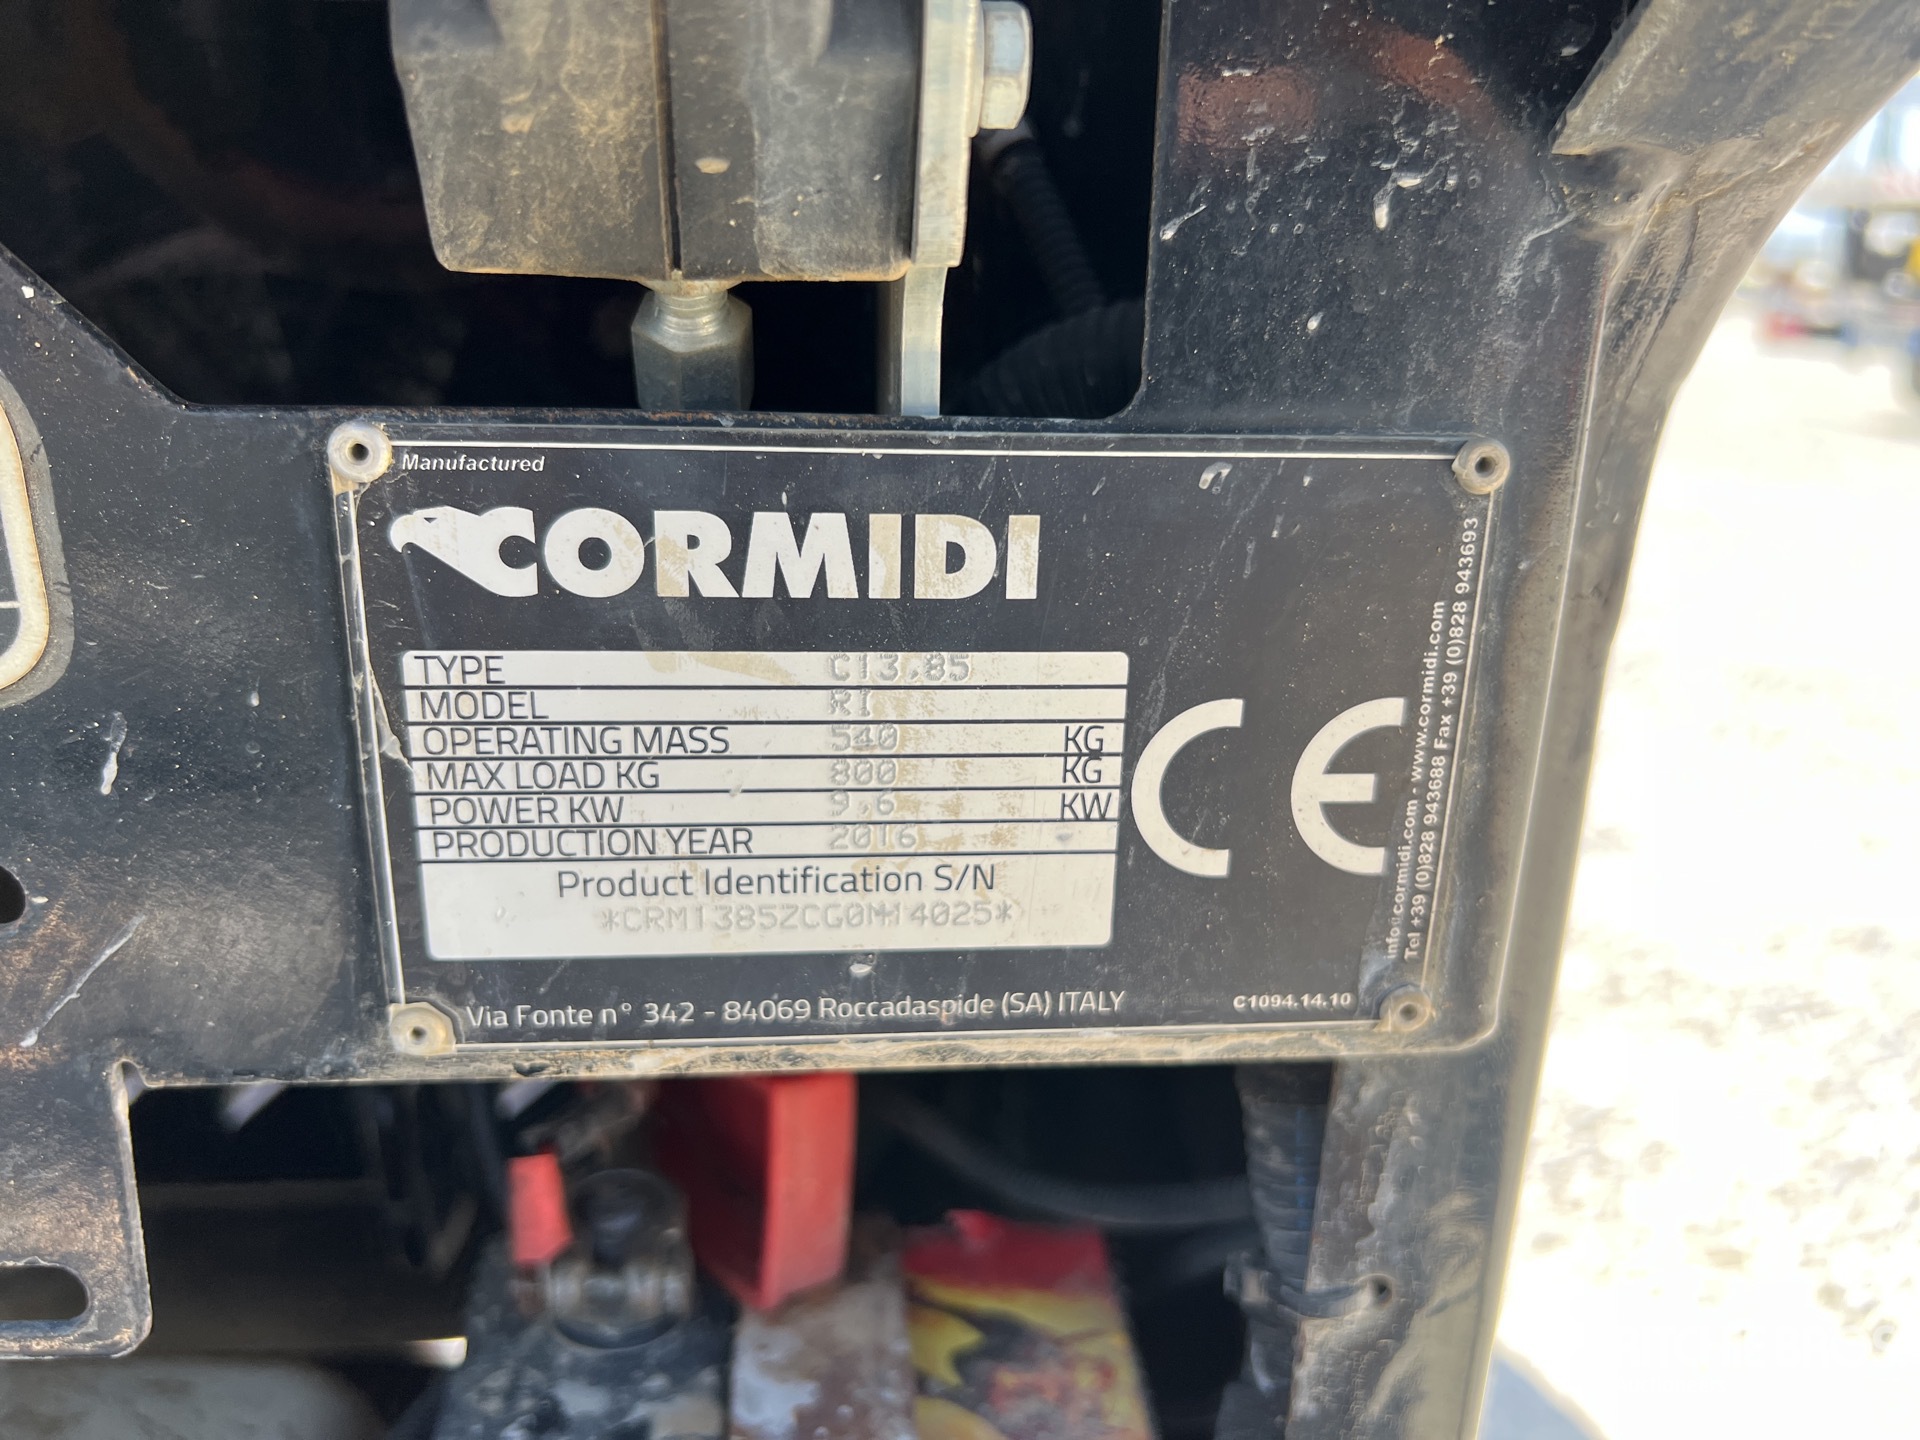 Manufactured
CORMIDI
TYPE C13.85
MODEL RI
OPERATING MASS 540 KG
MAX LOAD KG 800 KG
POWER KW 9,6 KW
PRODUCTION YEAR 2016
Product Identification S/N
*CRM1385ZCG0M14025*
Via Fonte n° 342 - 84069 Roccadaspide (SA) ITALY
C1094.14.10
CE
info@cormidi.com - www.cormidi.com
Tel +39 (0)828 943688 Fax +39 (0)828 943693